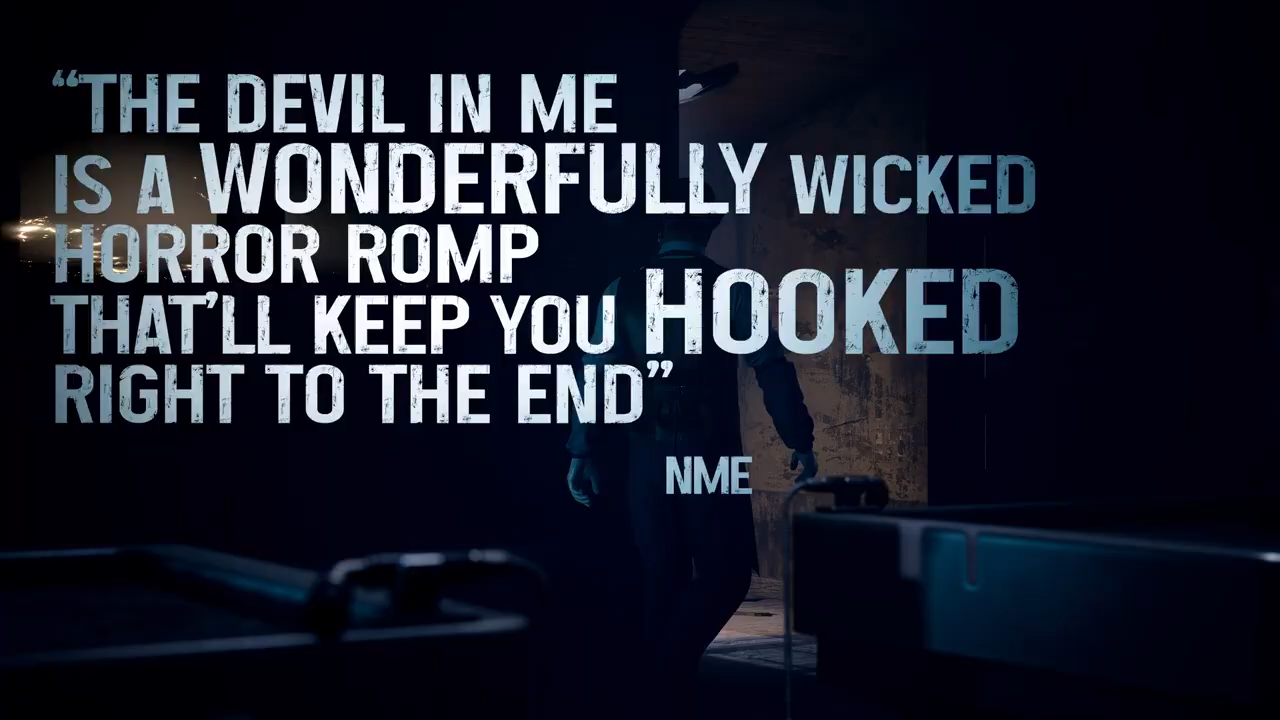 “THE DEVIL IN ME
IS A WONDERFULLY WICKED
HORROR ROMP
THAT’LL KEEP YOU HOOKED
RIGHT TO THE END”
NME